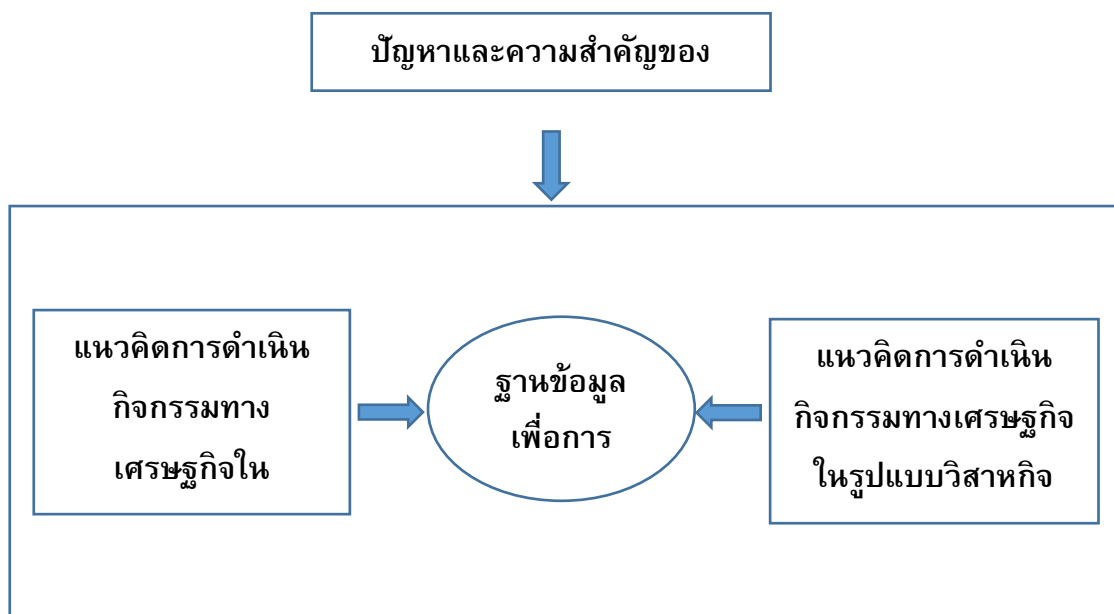 ปัญหาและความสำคัญของ
แนวคิดการดำเนิน
กิจกรรมทาง
เศรษฐกิจใน
ฐานข้อมูล
เพื่อการ
แนวคิดการดำเนิน
กิจกรรมทางเศรษฐกิจ
ในรูปแบบวิสาหกิจ